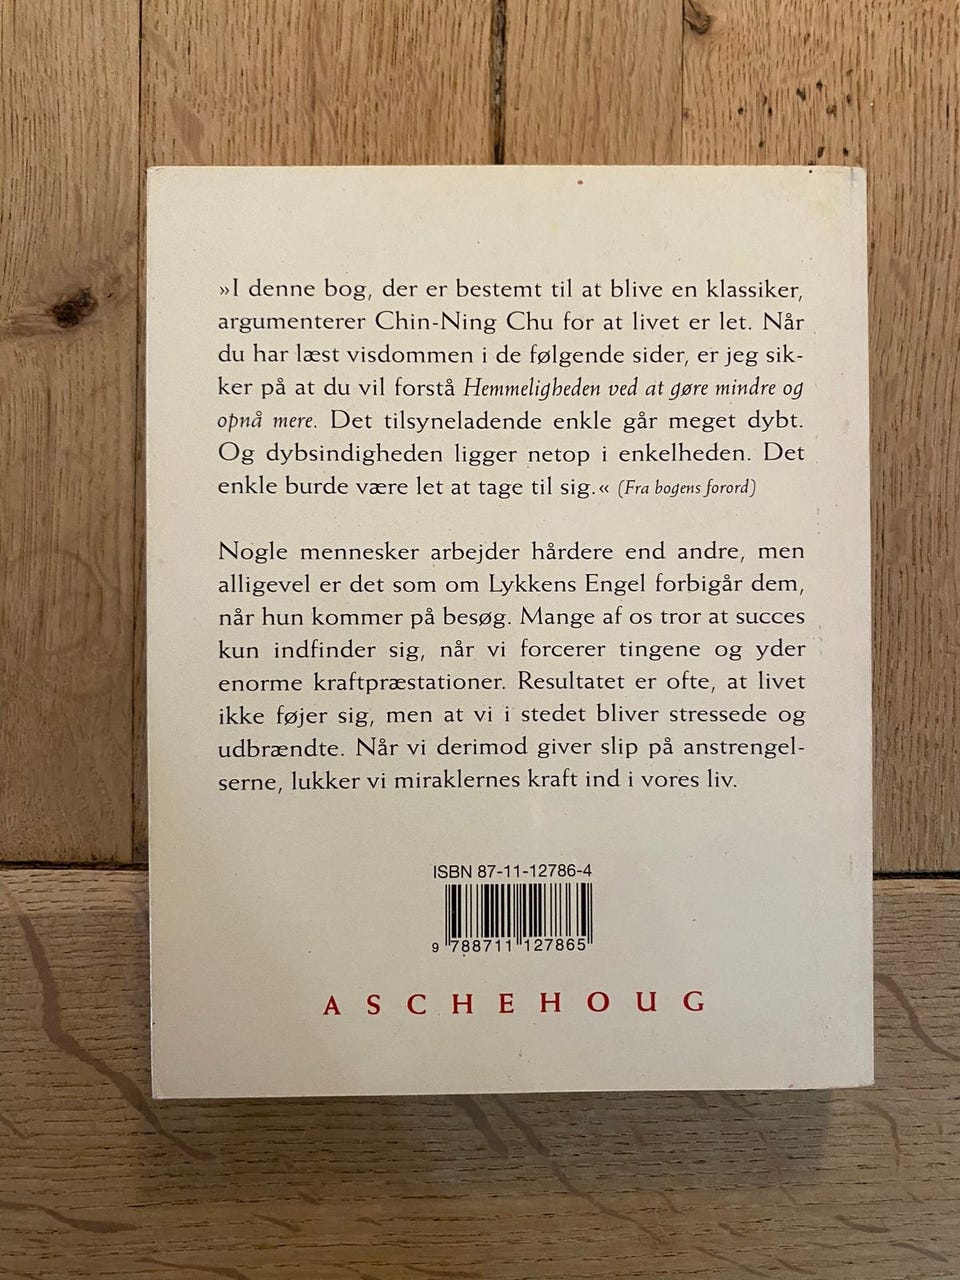 »I denne bog, der er bestemt til at blive en klassiker,
argumenterer Chin-Ning Chu for at livet er let. Når
du har læst visdommen i de følgende sider, er jeg sik-
ker på at du vil forstå Hemmeligheden ved at gøre mindre og
opnå mere. Det tilsyneladende enkle går meget dybt.
Og dybsindigheden ligger netop i enkelheden. Det
enkle burde være let at tage til sig.« (Fra bogens forord)
Nogle mennesker arbejder hårdere end andre, men
alligevel er det som om Lykkens Engel forbigår dem,
når hun kommer på besøg. Mange af os tror at succes
kun indfinder sig, når vi forcerer tingene og yder
enorme kraftpræstationer. Resultatet er ofte, at livet
ikke føjer sig, men at vi i stedet bliver stressede og
udbrændte. Når vi derimod giver slip på anstrengel-
serne, lukker vi miraklernes kraft ind i vores liv.
ISBN 87-11-12786-4
9 788711 127865
ASCHEHOUG